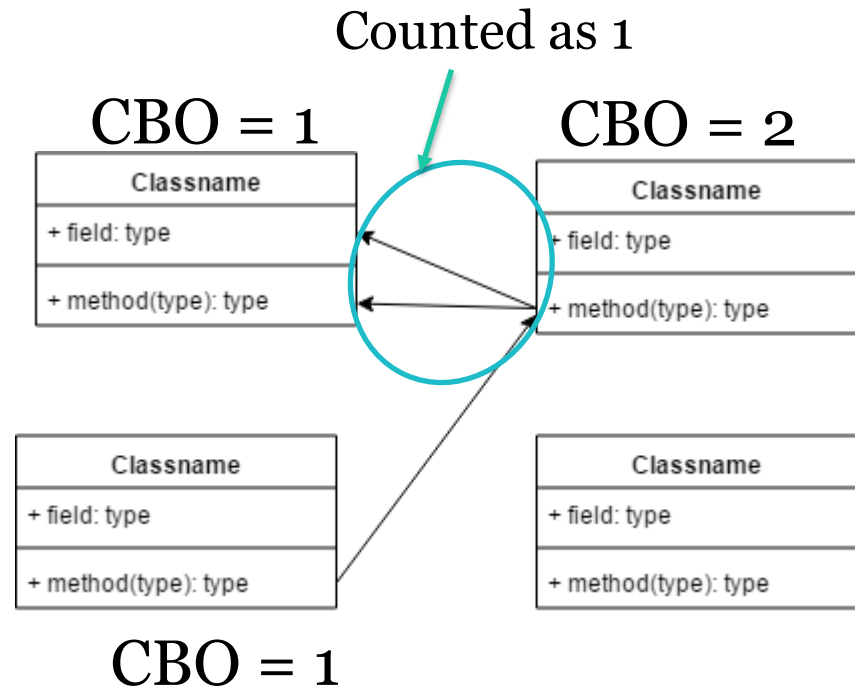 Counted as 1
CBO = 1
CBO = 2
Classname
+ field: type
+ method(type): type
Classname
+ field: type
+ method(type): type
Classname
+ field: type
+ method(type): type
CBO = 1
Classname
+ field: type
+ method(type): type